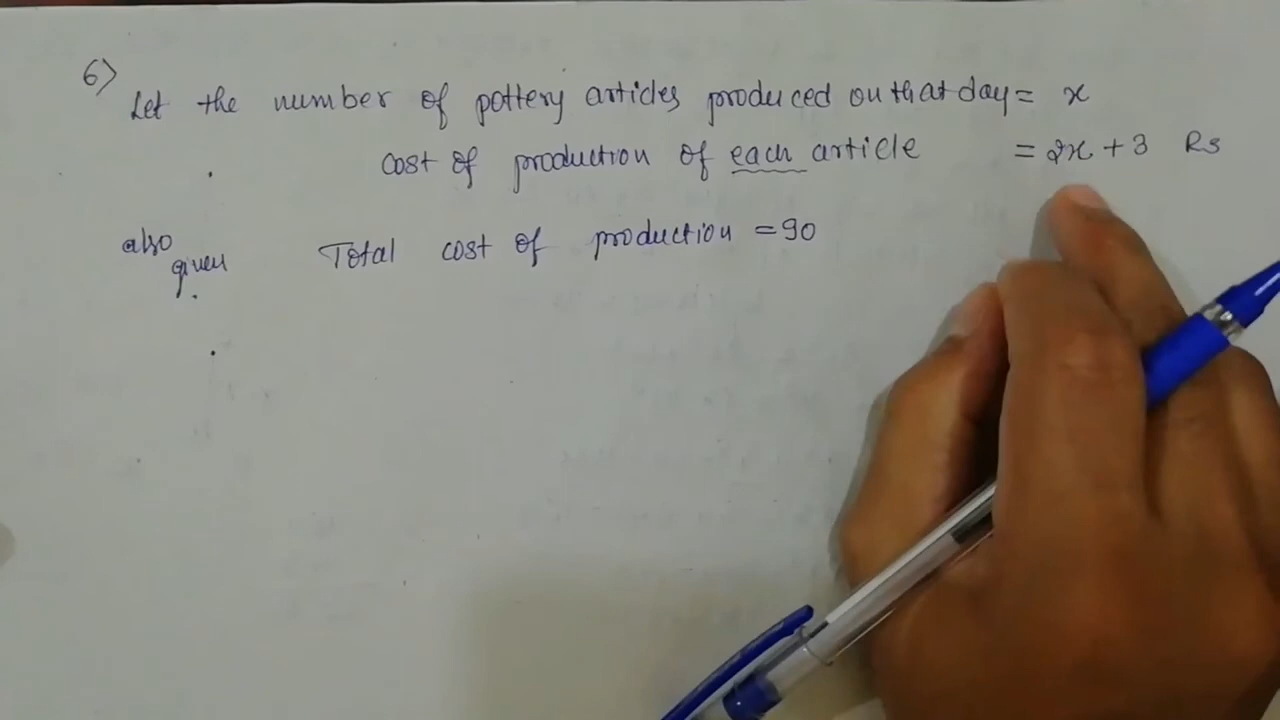 6)
Let the number of pottery articles produced on that day = x
cost of production of each article = 2x + 3 Rs
also given Total cost of production = 90